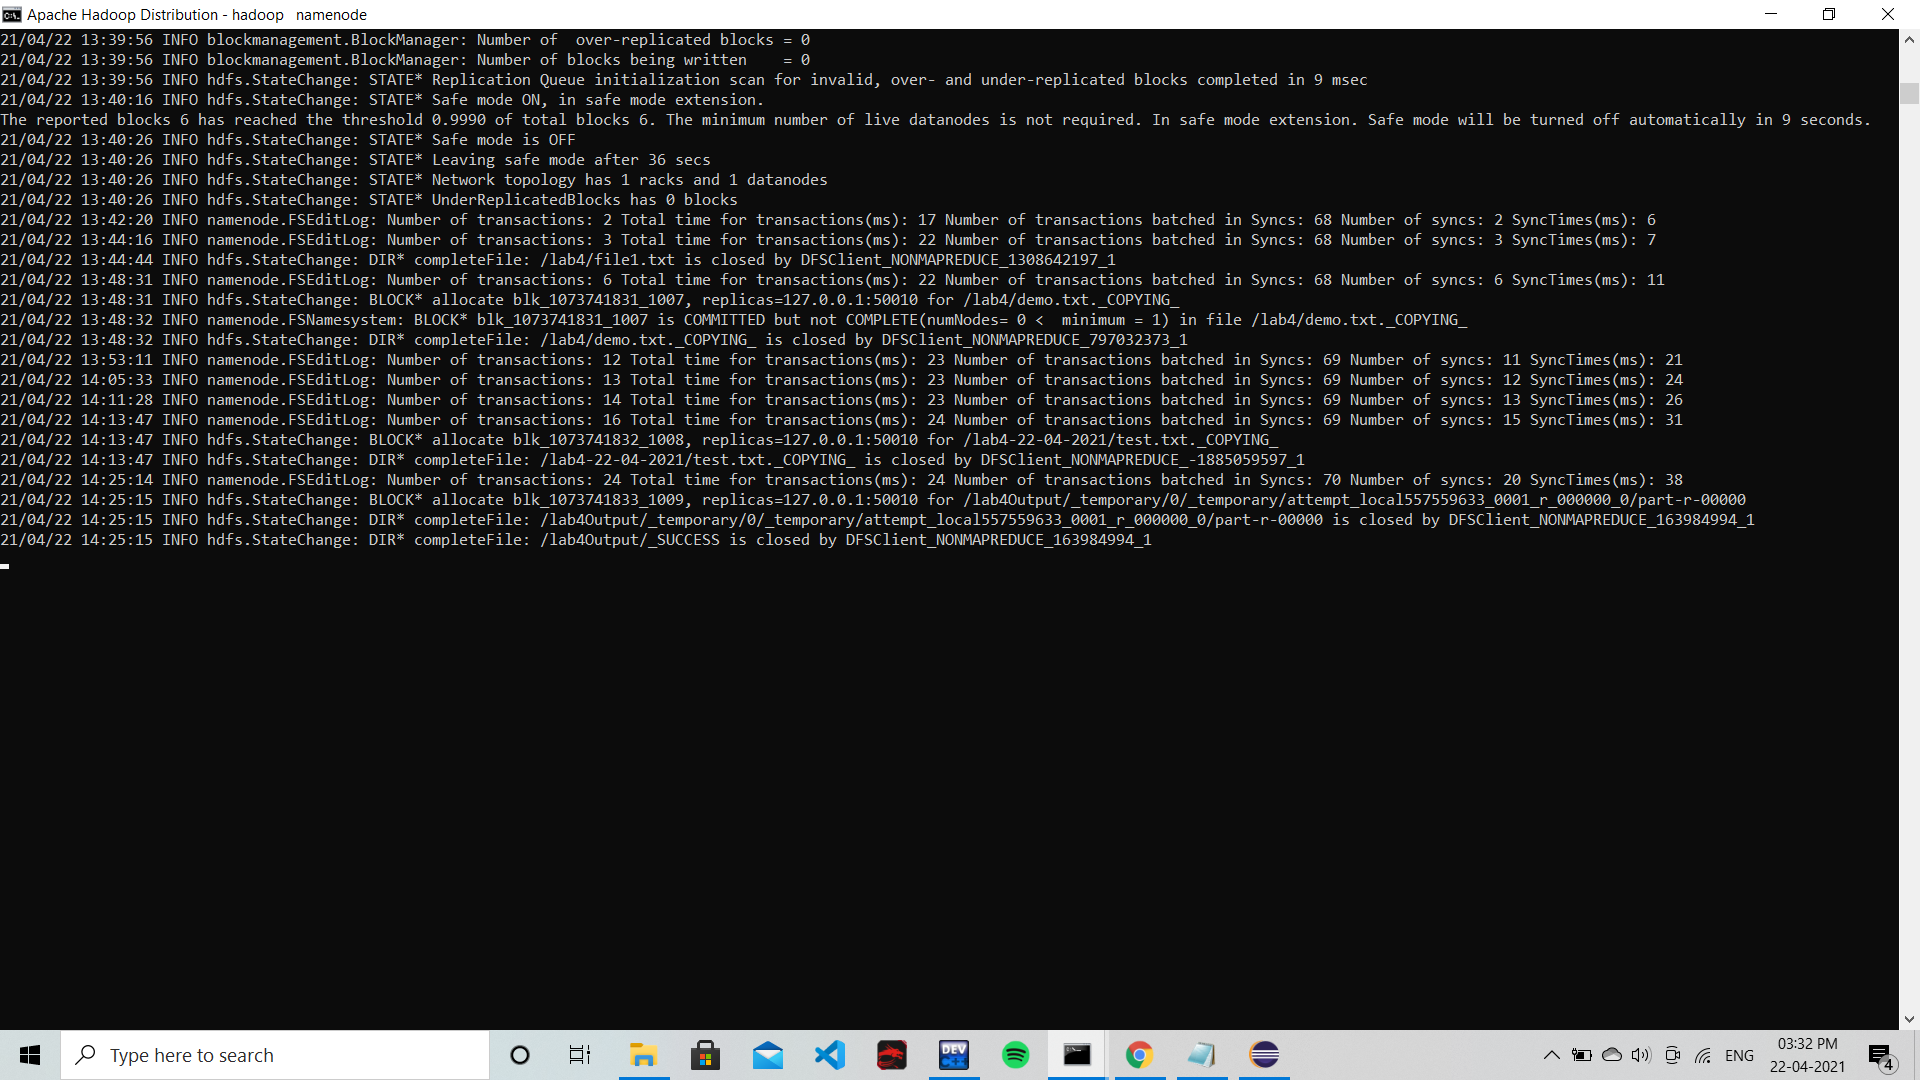 Apache Hadoop Distribution - hadoop   namenode
21/04/22 13:39:56 INFO blockmanagement.BlockManager: Number of  over-replicated blocks = 0
21/04/22 13:39:56 INFO blockmanagement.BlockManager: Number of blocks being written    = 0
21/04/22 13:39:56 INFO hdfs.StateChange: STATE* Replication Queue initialization scan for invalid, over- and under-replicated blocks completed in 9 msec
21/04/22 13:40:16 INFO hdfs.StateChange: STATE* Safe mode ON, in safe mode extension.
The reported blocks 6 has reached the threshold 0.9990 of total blocks 6. The minimum number of live datanodes is not required. In safe mode extension. Safe mode will be turned off automatically in 9 seconds.
21/04/22 13:40:26 INFO hdfs.StateChange: STATE* Safe mode is OFF
21/04/22 13:40:26 INFO hdfs.StateChange: STATE* Leaving safe mode after 36 secs
21/04/22 13:40:26 INFO hdfs.StateChange: STATE* Network topology has 1 racks and 1 datanodes
21/04/22 13:40:26 INFO hdfs.StateChange: STATE* UnderReplicatedBlocks has 0 blocks
21/04/22 13:42:20 INFO namenode.FSEditLog: Number of transactions: 2 Total time for transactions(ms): 17 Number of transactions batched in Syncs: 68 Number of syncs: 2 SyncTimes(ms): 6
21/04/22 13:44:16 INFO namenode.FSEditLog: Number of transactions: 3 Total time for transactions(ms): 22 Number of transactions batched in Syncs: 68 Number of syncs: 3 SyncTimes(ms): 7
21/04/22 13:44:44 INFO hdfs.StateChange: DIR* completeFile: /lab4/file1.txt is closed by DFSClient_NONMAPREDUCE_1308642197_1
21/04/22 13:48:31 INFO namenode.FSEditLog: Number of transactions: 6 Total time for transactions(ms): 22 Number of transactions batched in Syncs: 68 Number of syncs: 6 SyncTimes(ms): 11
21/04/22 13:48:31 INFO hdfs.StateChange: BLOCK* allocate blk_1073741831_1007, replicas=127.0.0.1:50010 for /lab4/demo.txt._COPYING_
21/04/22 13:48:32 INFO namenode.FSNamesystem: BLOCK* blk_1073741831_1007 is COMMITTED but not COMPLETE(numNodes= 0 <  minimum = 1) in file /lab4/demo.txt._COPYING_
21/04/22 13:48:32 INFO hdfs.StateChange: DIR* completeFile: /lab4/demo.txt._COPYING_ is closed by DFSClient_NONMAPREDUCE_797032373_1
21/04/22 13:53:11 INFO namenode.FSEditLog: Number of transactions: 12 Total time for transactions(ms): 23 Number of transactions batched in Syncs: 69 Number of syncs: 11 SyncTimes(ms): 21
21/04/22 14:05:33 INFO namenode.FSEditLog: Number of transactions: 13 Total time for transactions(ms): 23 Number of transactions batched in Syncs: 69 Number of syncs: 12 SyncTimes(ms): 24
21/04/22 14:11:28 INFO namenode.FSEditLog: Number of transactions: 14 Total time for transactions(ms): 23 Number of transactions batched in Syncs: 69 Number of syncs: 13 SyncTimes(ms): 26
21/04/22 14:13:47 INFO namenode.FSEditLog: Number of transactions: 16 Total time for transactions(ms): 24 Number of transactions batched in Syncs: 69 Number of syncs: 15 SyncTimes(ms): 31
21/04/22 14:13:47 INFO hdfs.StateChange: BLOCK* allocate blk_1073741832_1008, replicas=127.0.0.1:50010 for /lab4-22-04-2021/test.txt._COPYING_
21/04/22 14:13:47 INFO hdfs.StateChange: DIR* completeFile: /lab4-22-04-2021/test.txt._COPYING_ is closed by DFSClient_NONMAPREDUCE_-1885059597_1
21/04/22 14:25:14 INFO namenode.FSEditLog: Number of transactions: 24 Total time for transactions(ms): 24 Number of transactions batched in Syncs: 70 Number of syncs: 20 SyncTimes(ms): 38
21/04/22 14:25:15 INFO hdfs.StateChange: BLOCK* allocate blk_1073741833_1009, replicas=127.0.0.1:50010 for /lab4Output/_temporary/0/_temporary/attempt_local557559633_0001_r_000000_0/part-r-00000
21/04/22 14:25:15 INFO hdfs.StateChange: DIR* completeFile: /lab4Output/_temporary/0/_temporary/attempt_local557559633_0001_r_000000_0/part-r-00000 is closed by DFSClient_NONMAPREDUCE_163984994_1
21/04/22 14:25:15 INFO hdfs.StateChange: DIR* completeFile: /lab4Output/_SUCCESS is closed by DFSClient_NONMAPREDUCE_163984994_1
Type here to search
DEV C++
ENG
03:32 PM
22-04-2021
4